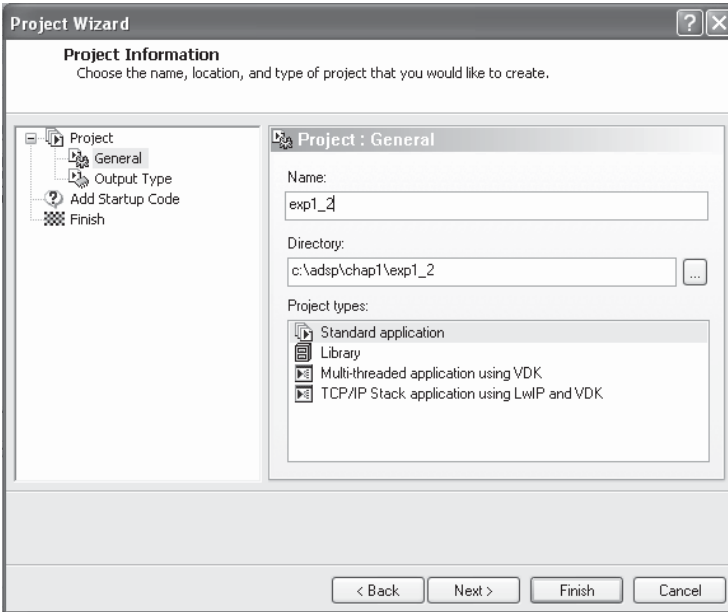 Project Wizard
Project Information
Choose the name, location, and type of project that you would like to create.
Project
General
Output Type
Add Startup Code
Finish
Project : General
Name:
exp1_2
Directory:
c:\adsp\chap1\exp1_2
...
Project types:
Standard application
Library
Multi-threaded application using VDK
TCP/IP Stack application using LwIP and VDK
< Back
Next >
Finish
Cancel